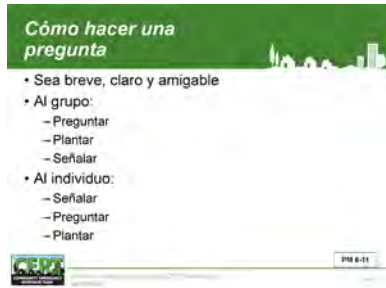 Cómo hacer una
pregunta
• Sea breve, claro y amigable
• Al grupo:
– Preguntar
– Plantar
– Señalar
• Al individuo:
– Señalar
– Preguntar
– Plantar
PM 6-11
CERT